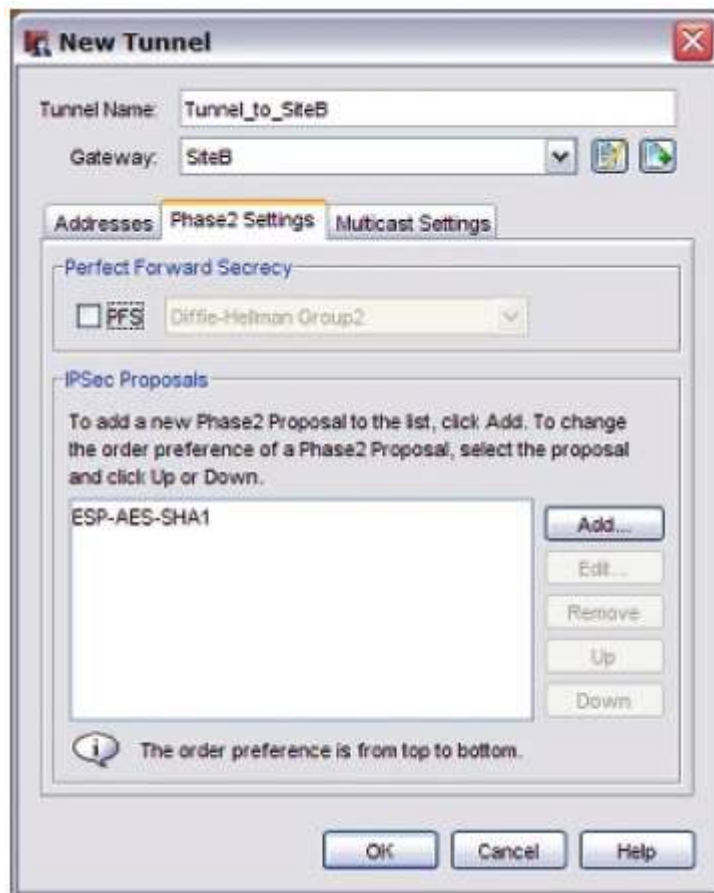 New Tunnel
Tunnel Name: Tunnel_to_SiteB
Gateway: SiteB
Addresses Phase2 Settings Multicast Settings
Perfect Forward Secrecy
PFS Diffie-Hellman Group2
IPSec Proposals
To add a new Phase2 Proposal to the list, click Add. To change
the order preference of a Phase2 Proposal, select the proposal
and click Up or Down.
ESP-AES-SHA1
Add...
Edit...
Remove
Up
Down
The order preference is from top to bottom.
OK Cancel Help